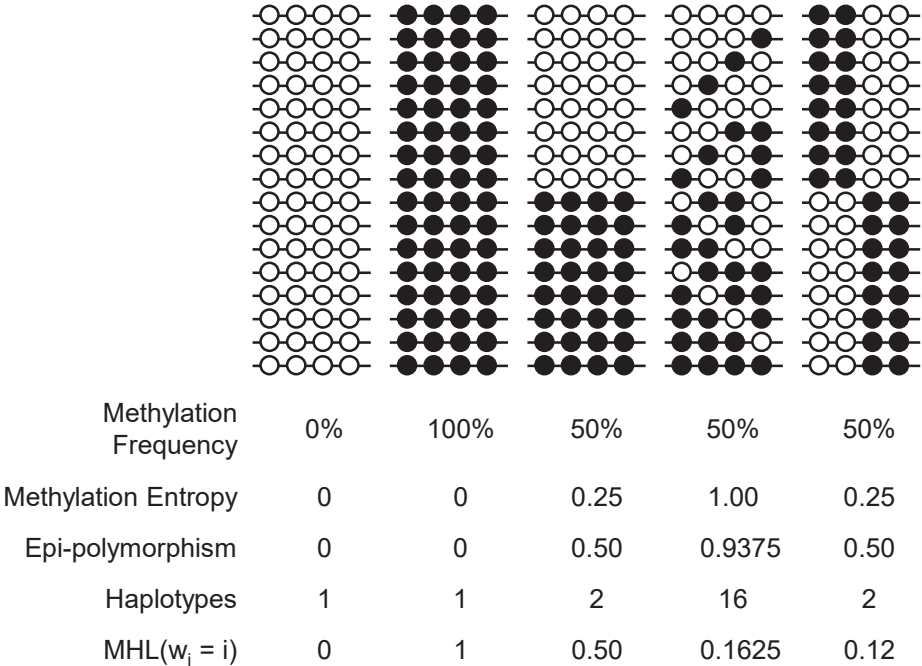 Methylation
Frequency 0% 100% 50% 50% 50%
Methylation Entropy 0 0 0.25 1.00 0.25
Epi-polymorphism 0 0 0.50 0.9375 0.50
Haplotypes 1 1 2 16 2
MHL(wi = i) 0 1 0.50 0.1625 0.12